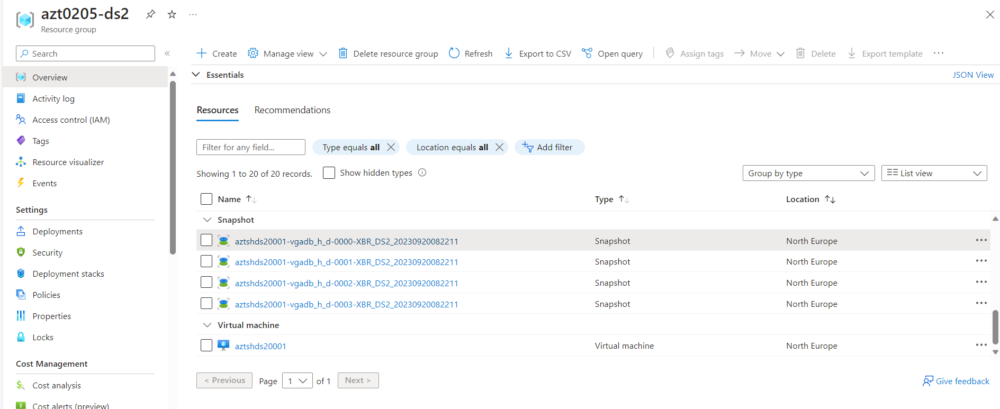 azt0205-ds2
Resource group
Search
Overview
Activity log
Access control (IAM)
Tags
Resource visualizer
Events
Settings
Deployments
Security
Deployment stacks
Policies
Properties
Locks
Cost Management
Cost analysis
Cost alerts (preview)
Create Manage view Delete resource group Refresh Export to CSV Open query Assign tags Move Delete Export template
Essentials JSON View
Resources Recommendations
Filter for any field... Type equals all Location equals all Add filter
Showing 1 to 20 of 20 records. Show hidden types Group by type List view
Name Type Location
Snapshot
aztshds20001-vgadb_h_d-0000-XBR_DS2_20230920082211 Snapshot North Europe
aztshds20001-vgadb_h_d-0001-XBR_DS2_20230920082211 Snapshot North Europe
aztshds20001-vgadb_h_d-0002-XBR_DS2_20230920082211 Snapshot North Europe
aztshds20001-vgadb_h_d-0003-XBR_DS2_20230920082211 Snapshot North Europe
Virtual machine
aztshds20001 Virtual machine North Europe
< Previous Page 1 of 1 Next > Give feedback